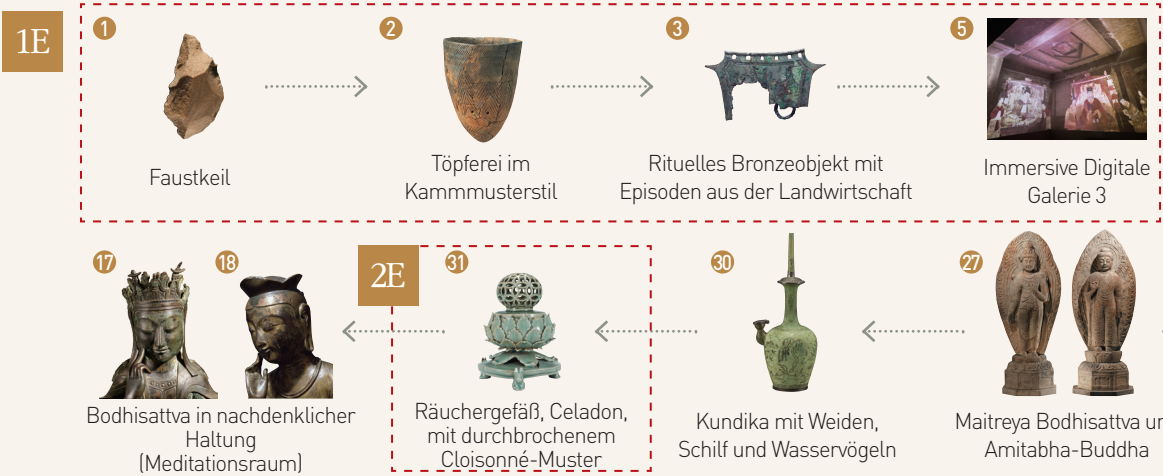 1E
1
2
3
5
Faustkeil
Töpferei im
Kammmusterstil
Rituelles Bronzeobjekt mit
Episoden aus der Landwirtschaft
Immersive Digitale
Galerie 3
17
18
2E
31
30
27
Bodhisattva in nachdenklicher
Haltung
(Meditationsraum)
Räuchergefäß, Celadon,
mit durchbrochenem
Cloisonné-Muster
Kundika mit Weiden,
Schilf und Wasservögeln
Maitreya Bodhisattva
Amitabha-Buddha